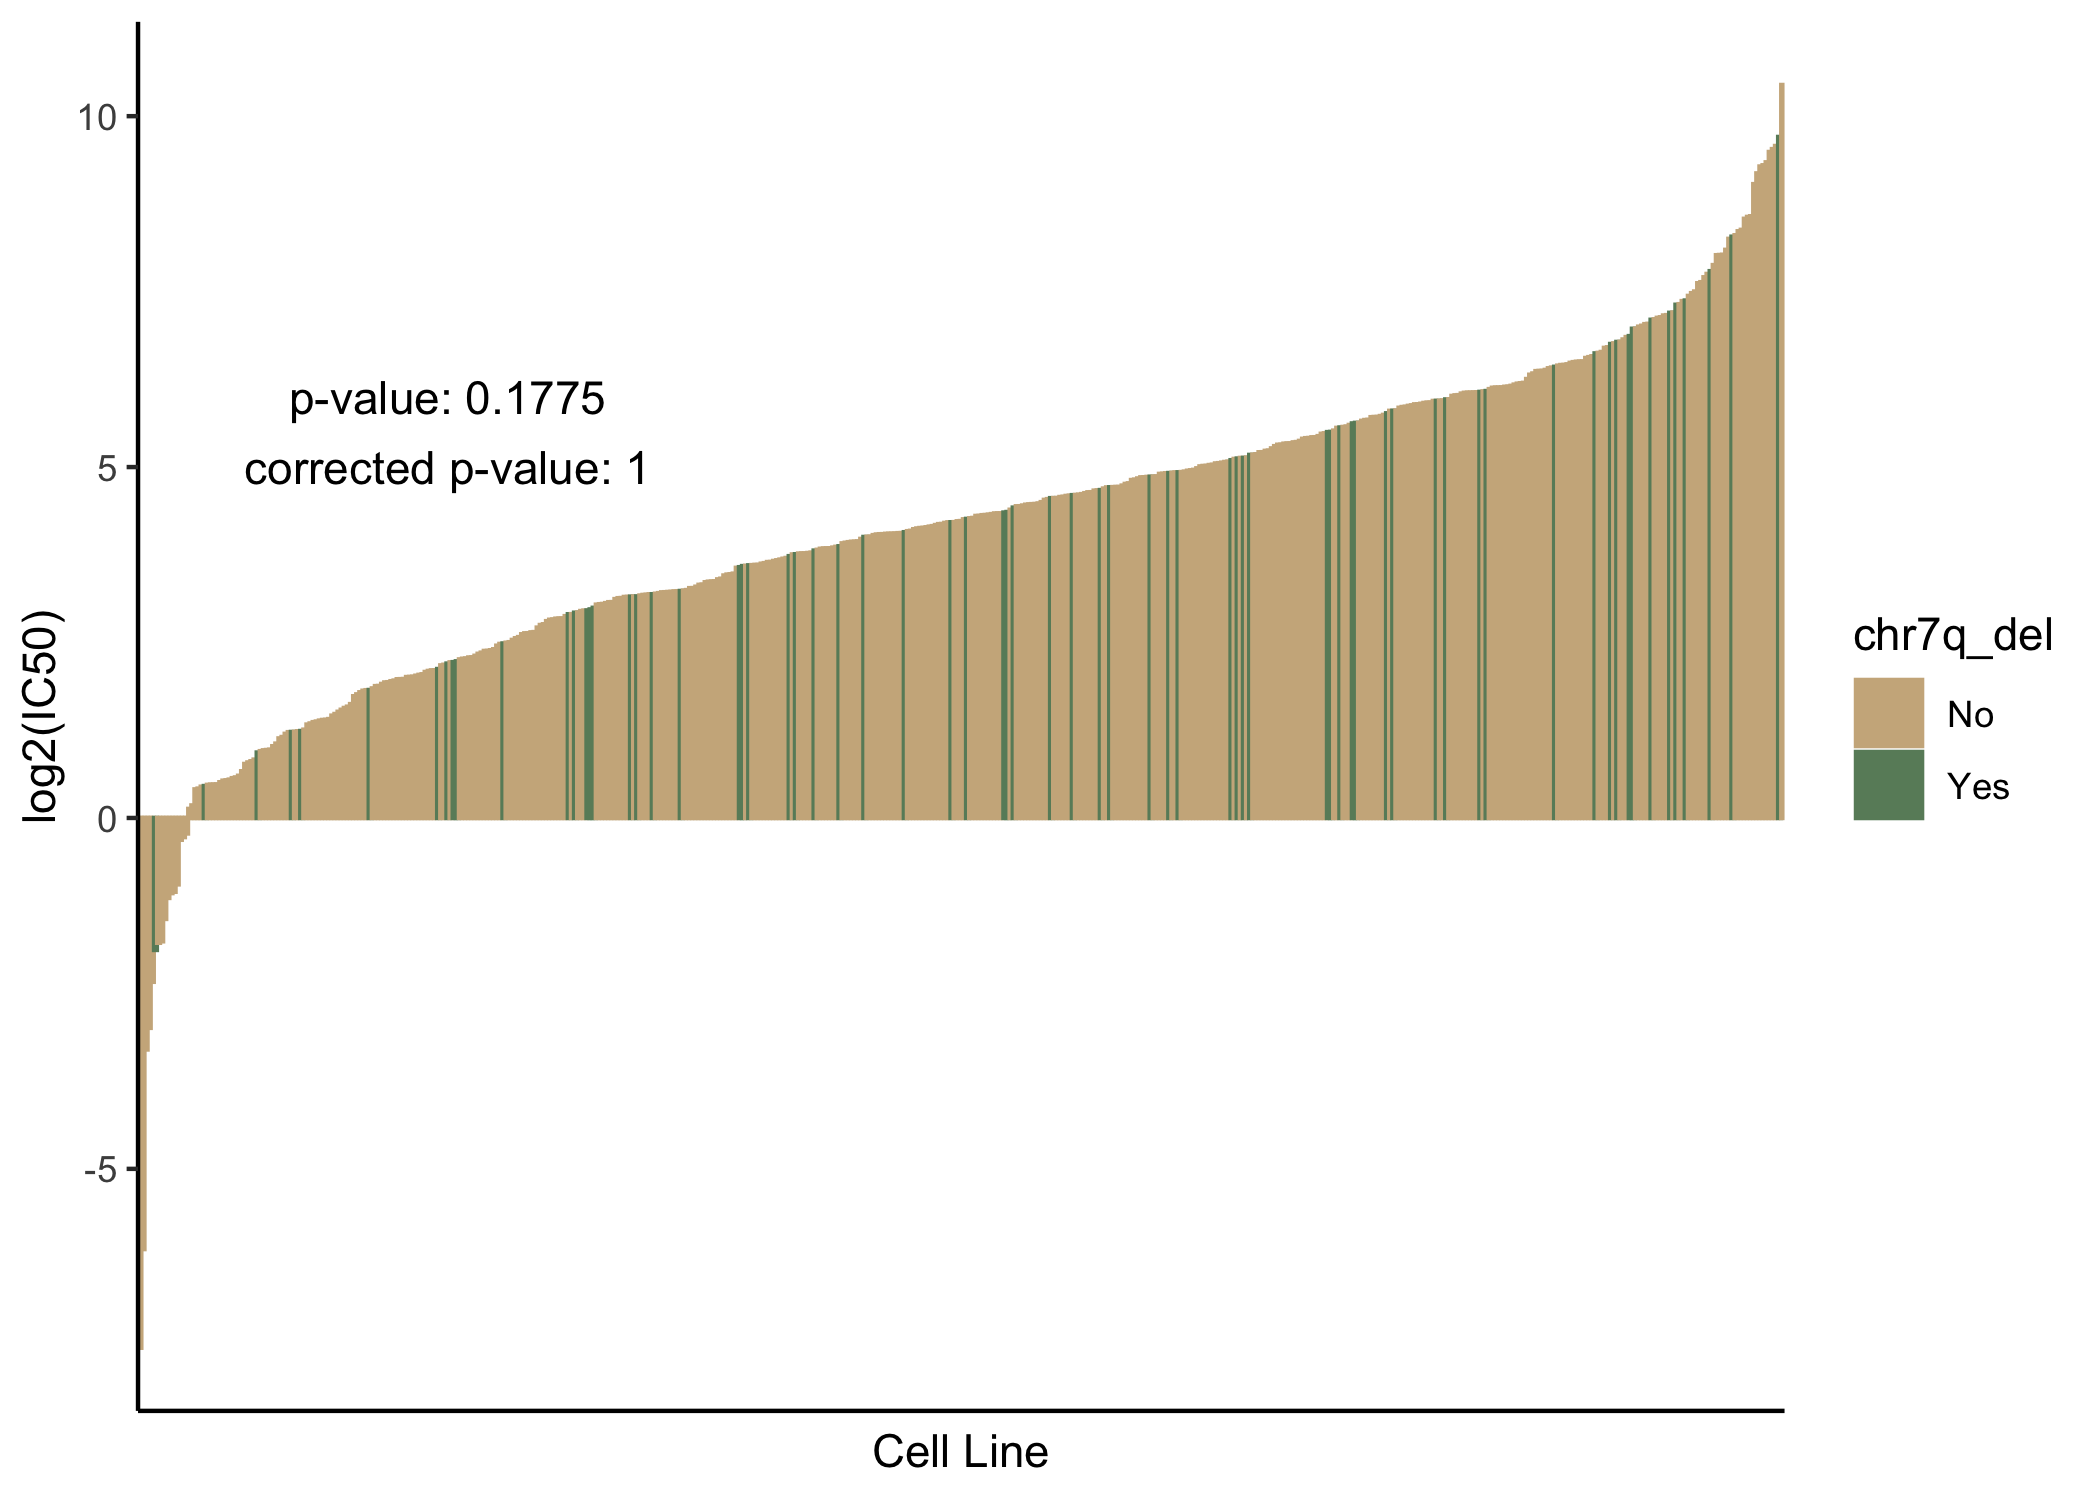 10
5
0
-5
log2(IC50)
p-value: 0.1775
corrected p-value: 1
Cell Line
chr7q_del
No
Yes